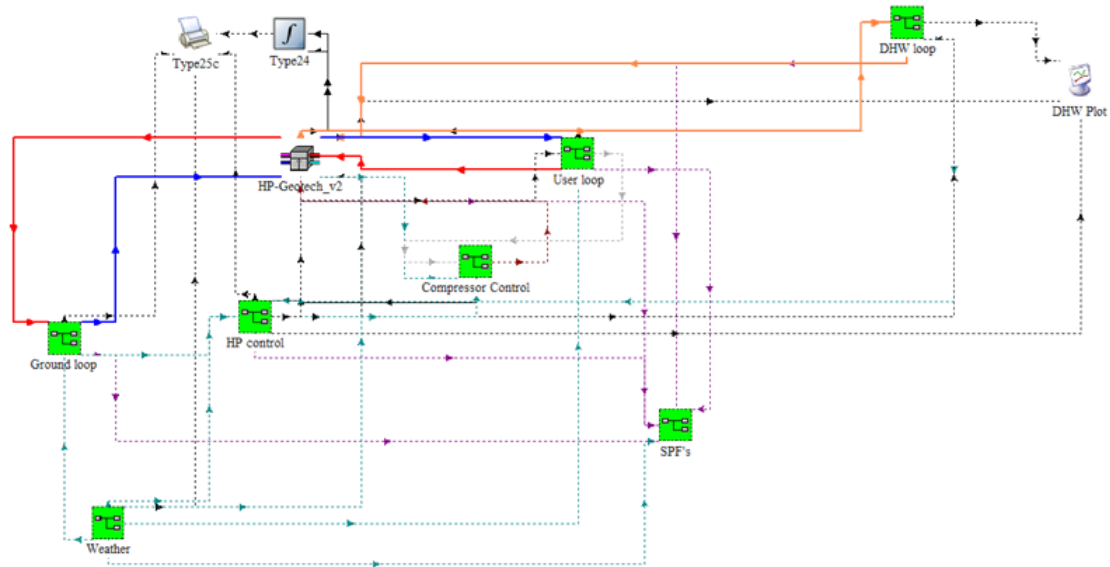 DHW loop
Type25c
Type24
DHW Plot
HP-Geotech_v2
User loop
Compressor Control
HP control
Ground loop
SPF's
Weather